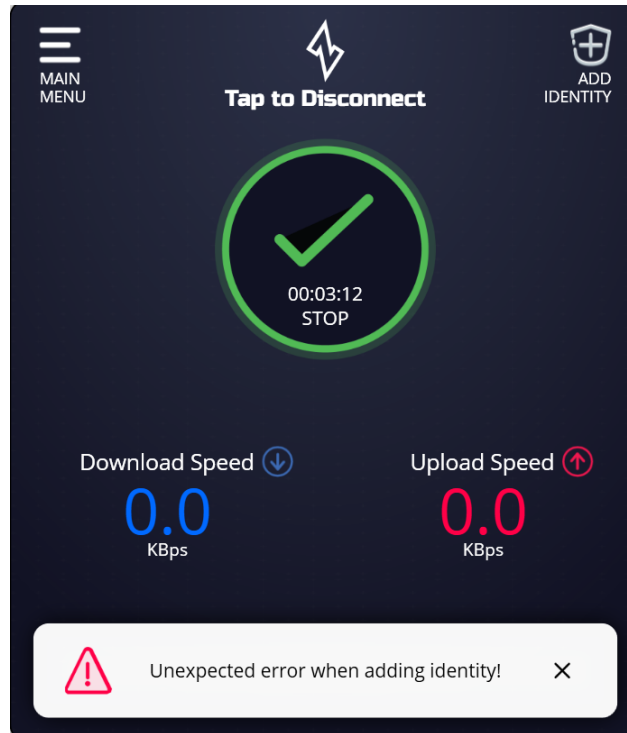 MAIN
MENU
Tap to Disconnect
ADD
IDENTITY
00:03:12
STOP
Download Speed
Upload Speed
0.0
0.0
KBps
KBps
Unexpected error when adding identity!